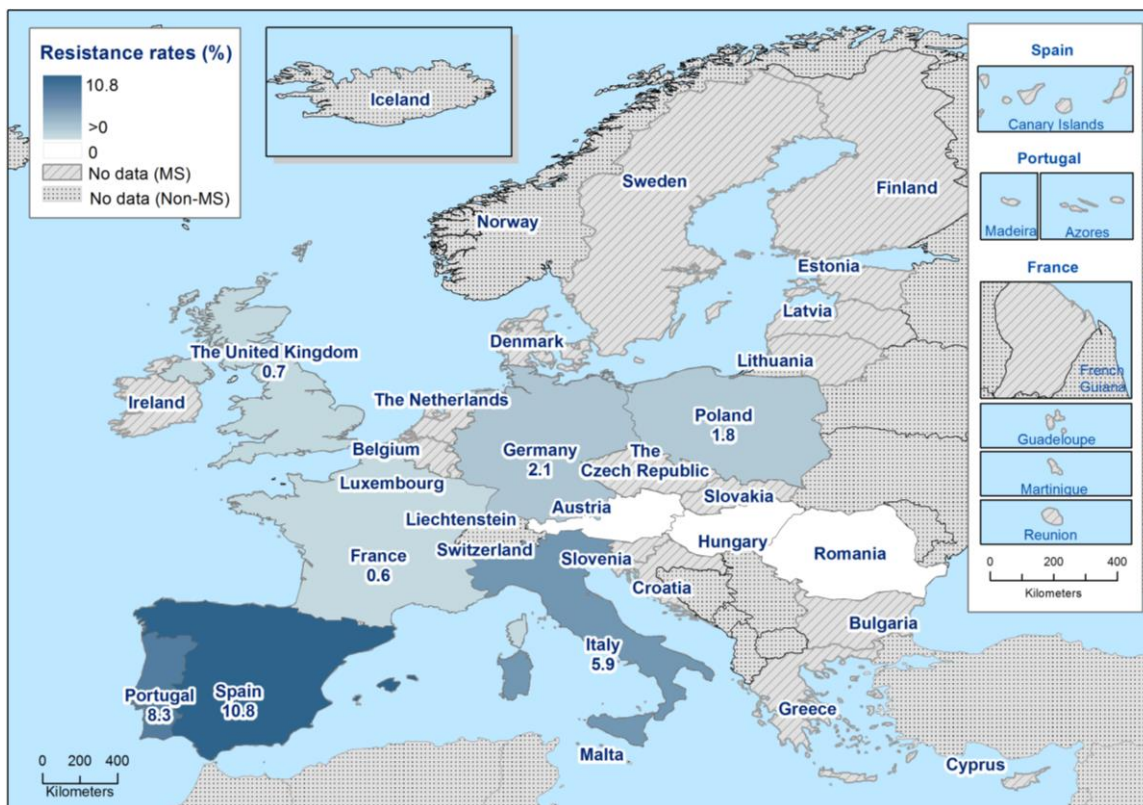 Resistance rates (%)
10.8
>0
0
No data (MS)
No data (Non-MS)
Iceland
Norway
Sweden
Finland
Estonia
Latvia
Lithuania
Denmark
The United Kingdom
0.7
Ireland
The Netherlands
Belgium
Luxembourg
Germany
2.1
Poland
1.8
The
Czech Republic
Slovakia
Austria
Liechtenstein
Switzerland
Hungary
Romania
Slovenia
Croatia
France
0.6
Italy
5.9
Bulgaria
Portugal
8.3
Spain
10.8
Greece
Malta
Cyprus
0 200 400
Kilometers
Spain
Canary Islands
Portugal
Madeira
Azores
France
French
Guiana
Guadeloupe
Martinique
Reunion
0 200 400
Kilometers